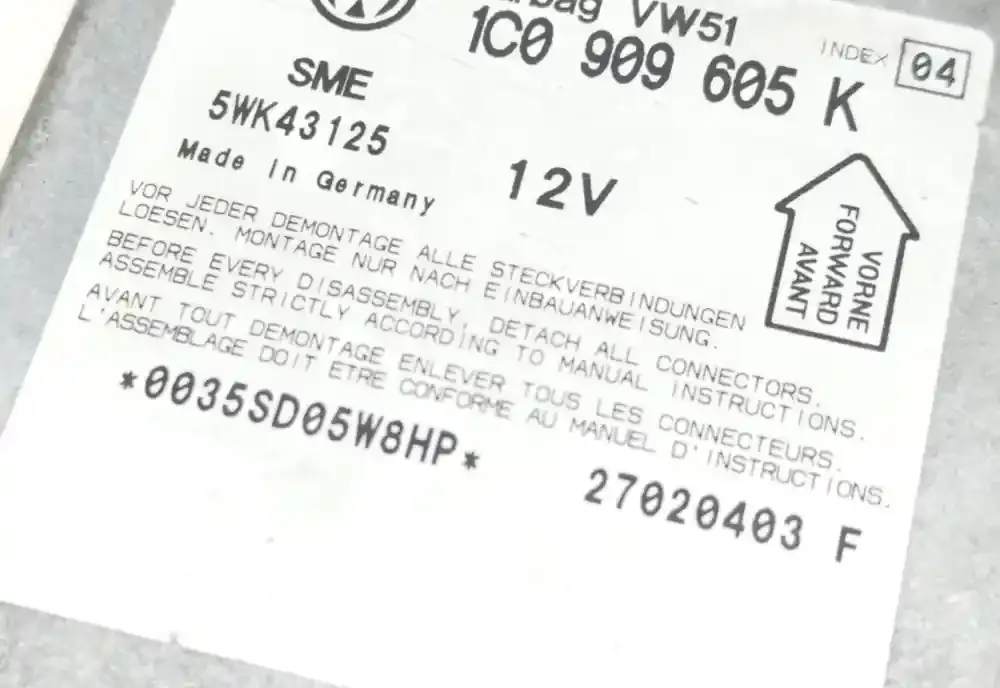 VW51
1C0 909 605 K
INDEX 04
SME
5WK43125
Made in Germany
12V
VORNE
FORWARD
AVANT
VOR JEDER DEMONTAGE ALLE STECKVERBINDUNGEN
LOESEN. MONTAGE NUR NACH EINBAUANWEISUNG.
BEFORE EVERY DISASSEMBLY, DETACH ALL CONNECTORS.
ASSEMBLE STRICTLY ACCORDING TO MANUAL INSTRUCTIONS.
AVANT TOUT DEMONTAGE ENLEVER TOUS LES CONNECTEURS.
L'ASSEMBLAGE DOIT ETRE CONFORME AU MANUEL D'INSTRUCTIONS.
*0035SD05W8HP*
27020403 F